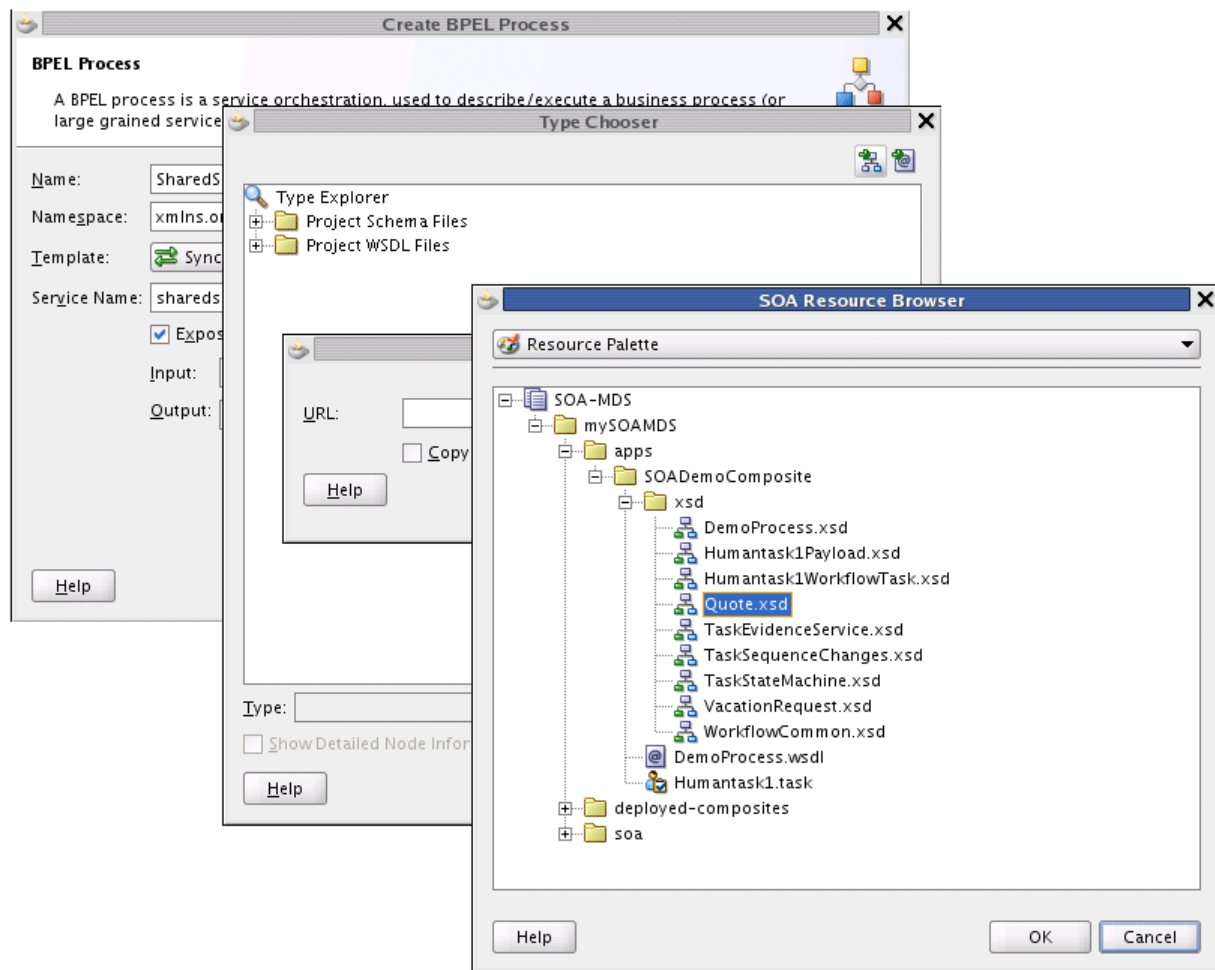 Create BPEL Process
BPEL Process
A BPEL process is a service orchestration, used to describe/execute a business process (or
large grained service
Name: SharedS
Namespace: xmlns.or
Template: Sync
Service Name: shareds
Expos
Input:
Output:
Help
Type Chooser
Type Explorer
Project Schema Files
Project WSDL Files
URL:
Copy
Help
Type:
Show Detailed Node Infor
Help
SOA Resource Browser
Resource Palette
SOA-MDS
mySOAMDS
apps
SOADemoComposite
xsd
DemoProcess.xsd
Humantask1Payload.xsd
Humantask1WorkflowTask.xsd
Quote.xsd
TaskEvidenceService.xsd
TaskSequenceChanges.xsd
TaskStateMachine.xsd
VacationRequest.xsd
WorkflowCommon.xsd
DemoProcess.wsdl
Humantask1.task
deployed-composites
soa
Help
OK
Cancel